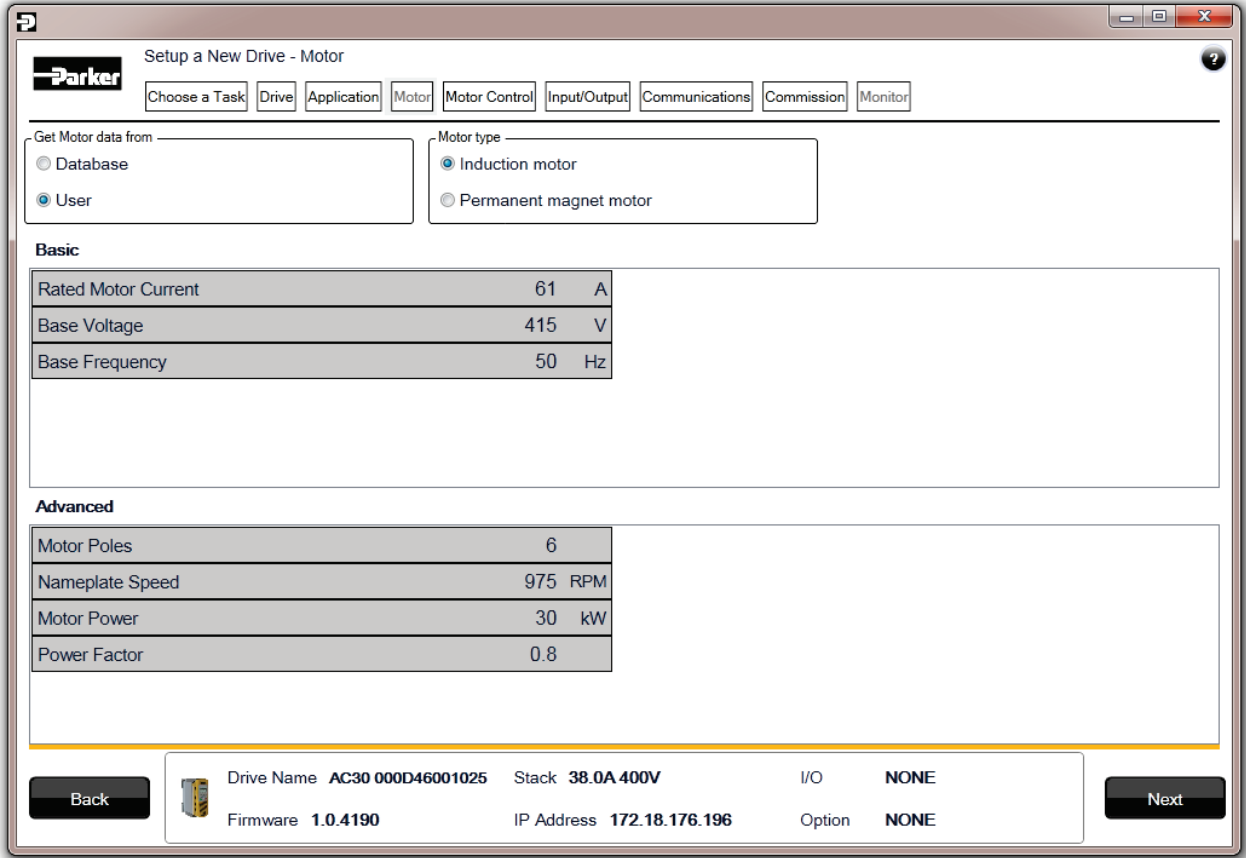 Setup a New Drive - Motor
?
Parker
Choose a Task Drive Application Motor Motor Control Input/Output Communications Commission Monitor
Get Motor data from
Database
User
Motor type
Induction motor
Permanent magnet motor
Basic
Rated Motor Current 61 A
Base Voltage 415 V
Base Frequency 50 Hz
Advanced
Motor Poles 6
Nameplate Speed 975 RPM
Motor Power 30 kW
Power Factor 0.8
Back
Drive Name AC30 000D46001025 Stack 38.0A 400V I/O NONE
Firmware 1.0.4190 IP Address 172.18.176.196 Option NONE
Next